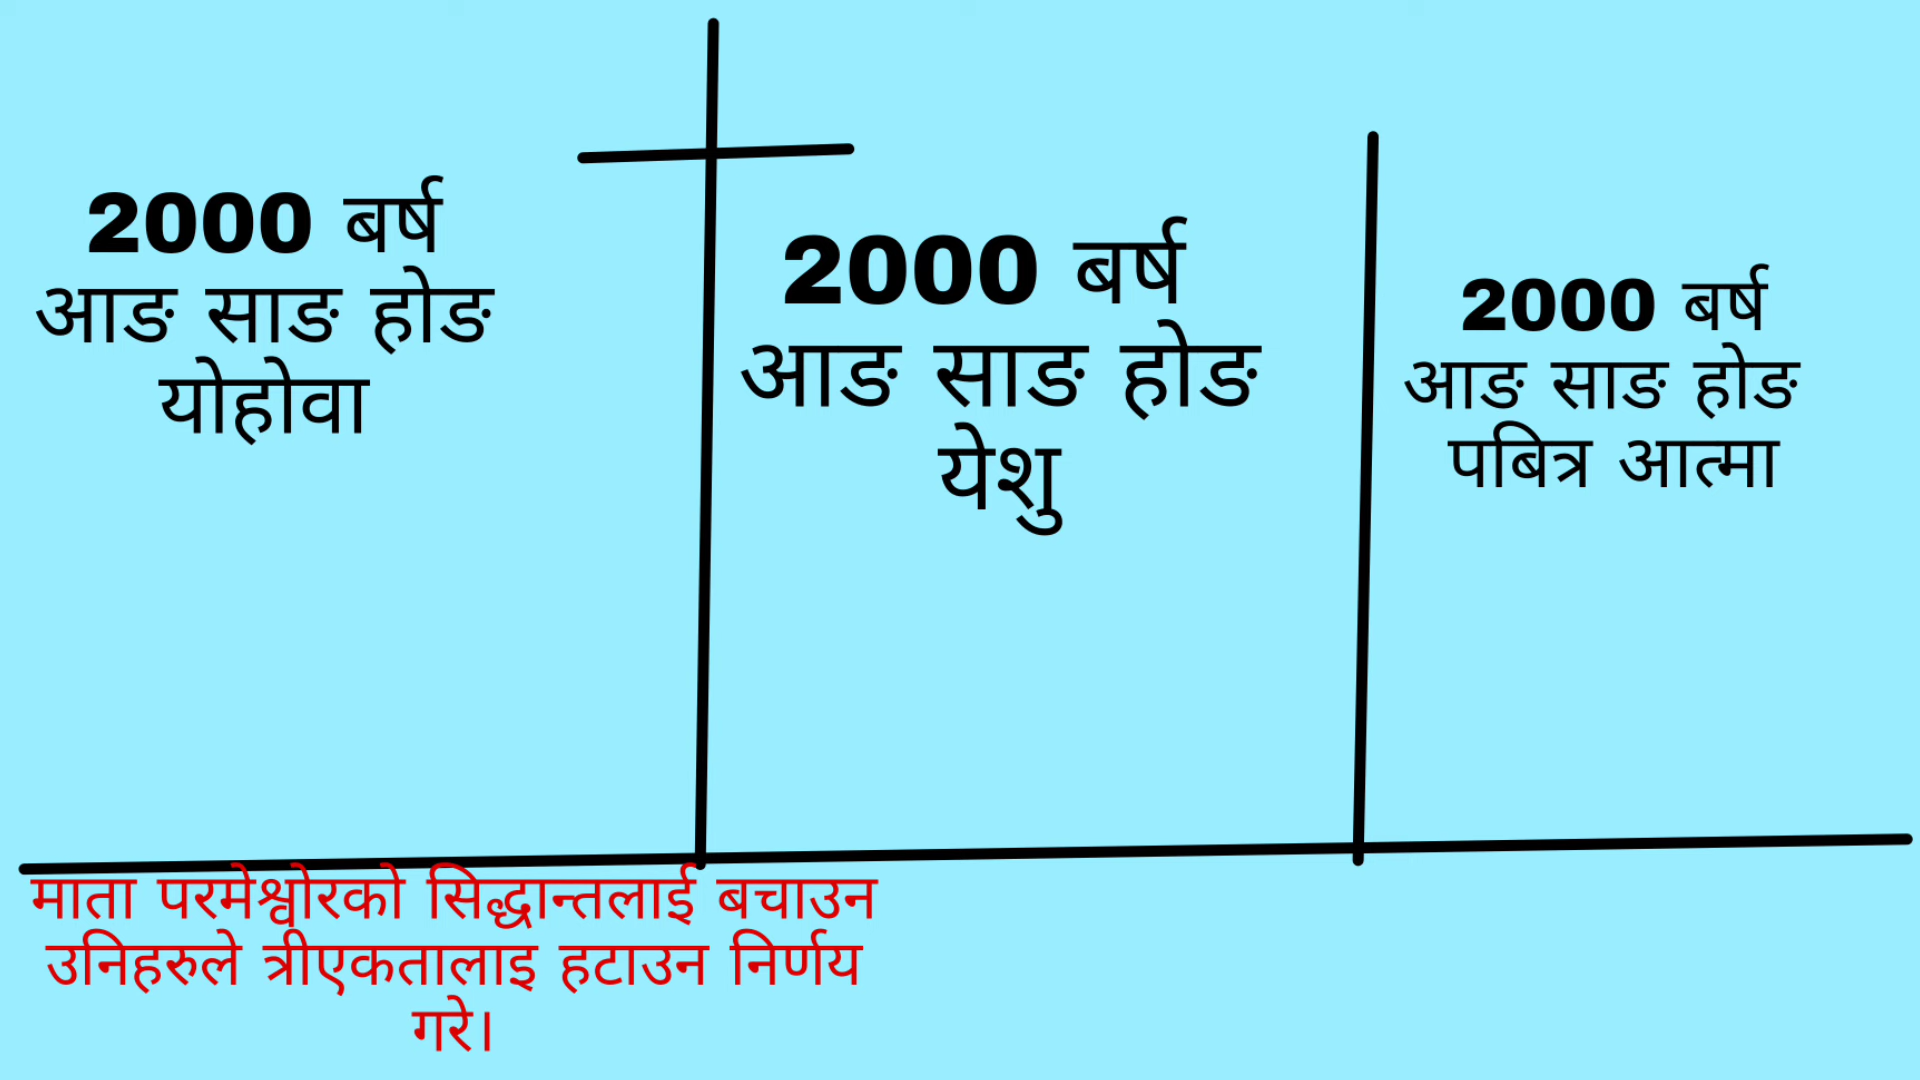 2000 बर्ष
आङ साङ होङ
योहोवा
2000 बर्ष
आङ साङ होङ
येशु
2000 बर्ष
आङ साङ होङ
पबित्र आत्मा
माता परमेश्वोरको सिद्धान्तलाई बचाउन
उनिहरुले त्रीएकतालाइ हटाउन निर्णय
गरे।